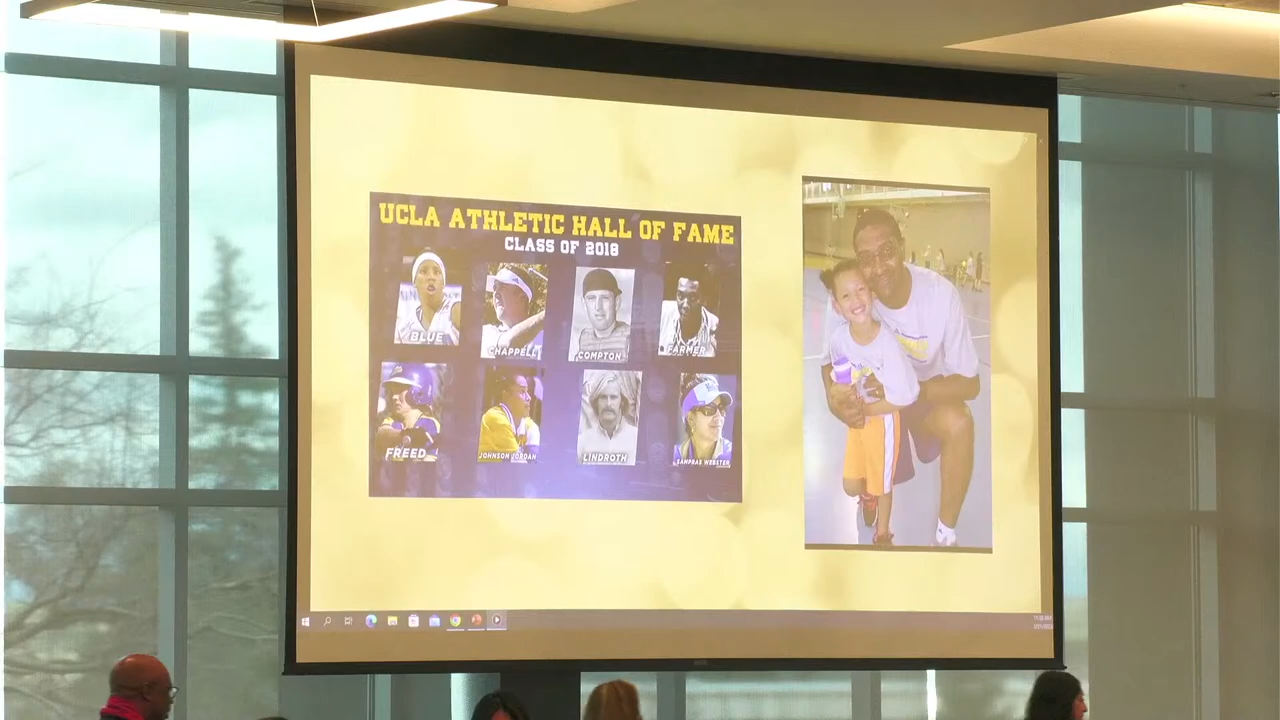 UCLA ATHLETIC HALL OF FAME
CLASS OF 2018
BLUE
CHAPPELL
COMPTON
FARMER
FREED
JOHNSON JORDAN
LINDROTH
SAMPRAS WEBSTER